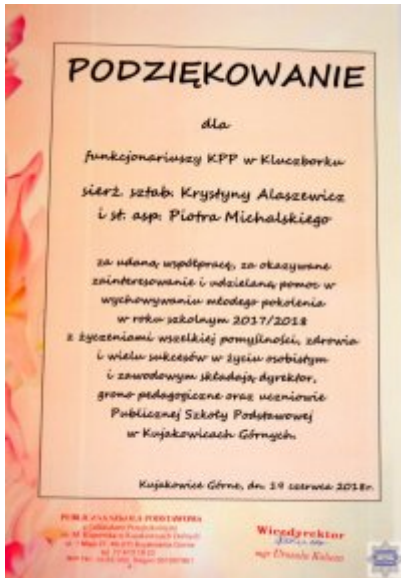 PODZIĘKOWANIE
dla
funkcjonariuszy KPP w Kluczborku
sierż. sztab. Krystyny Alaszewicz
i st. asp. Piotra Michalskiego
za udaną współpracę, za okazywane
zainteresowanie i udzielaną pomoc w
wychowywaniu młodego pokolenia
w roku szkolnym 2017/2018
z życzeniami wszelkiej pomyślności, zdrowia
i wielu sukcesów w życiu osobistym
i zawodowym składają dyrektor,
grono pedagogiczne oraz uczniowie
Publicznej Szkoły Podstawowej
w Kujakowicach Górnych.
Kujakowice Górne, dn. 19 czerwca 2018r.
PUBLICZNA SZKOŁA PODSTAWOWA
Wicedyrektor
mgr Urszula